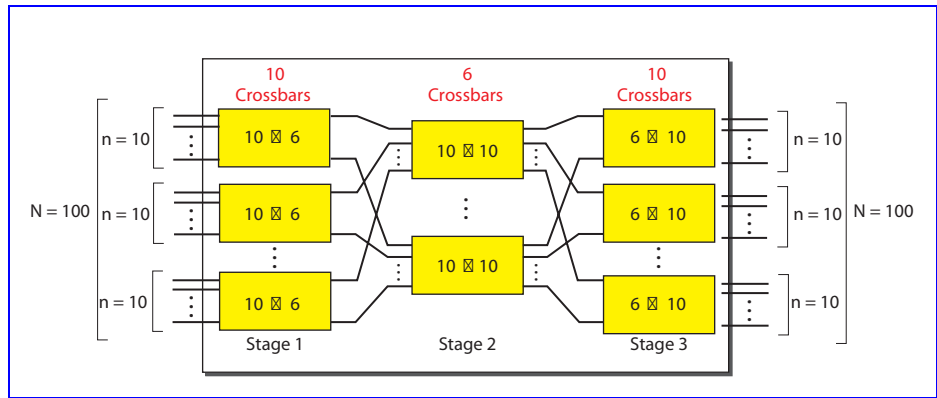 10
Crossbars
6
Crossbars
10
Crossbars
N = 100
n = 10
n = 10
n = 10
10 6
10 6
10 6
Stage 1
10 10
10 10
Stage 2
6 10
6 10
6 10
Stage 3
n = 10
n = 10
n = 10
N = 100